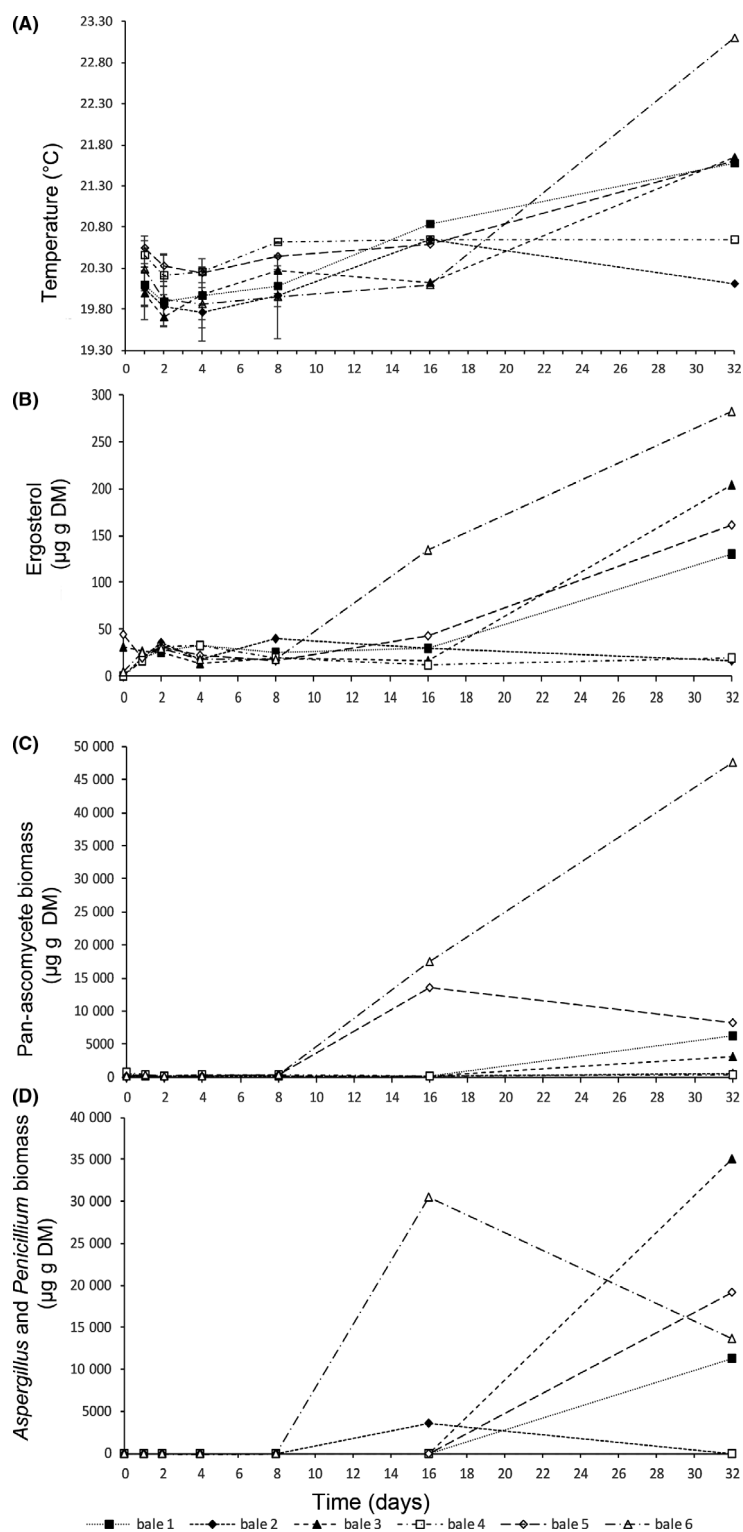 (A)
Temperature (°C)
23.30
22.80
22.30
21.80
21.30
20.80
20.30
19.80
19.30
0 2 4 6 8 10 12 14 16 18 20 22 24 26 28 30 32
(B)
Ergosterol
(µg g DM)
300
250
200
150
100
50
0
0 2 4 6 8 10 12 14 16 18 20 22 24 26 28 30 32
(C)
Pan-ascomycete biomass
(µg g DM)
50 000
45 000
40 000
35 000
30 000
25 000
20 000
15 000
10 000
5000
0
0 2 4 6 8 10 12 14 16 18 20 22 24 26 28 30 32
(D)
Aspergillus and Penicillium biomass
(µg g DM)
40 000
35 000
30 000
25 000
20 000
15 000
10 000
5000
0
0 2 4 6 8 10 12 14 16 18 20 22 24 26 28 30 32
Time (days)
bale 1 bale 2 bale 3 bale 4 bale 5 bale 6